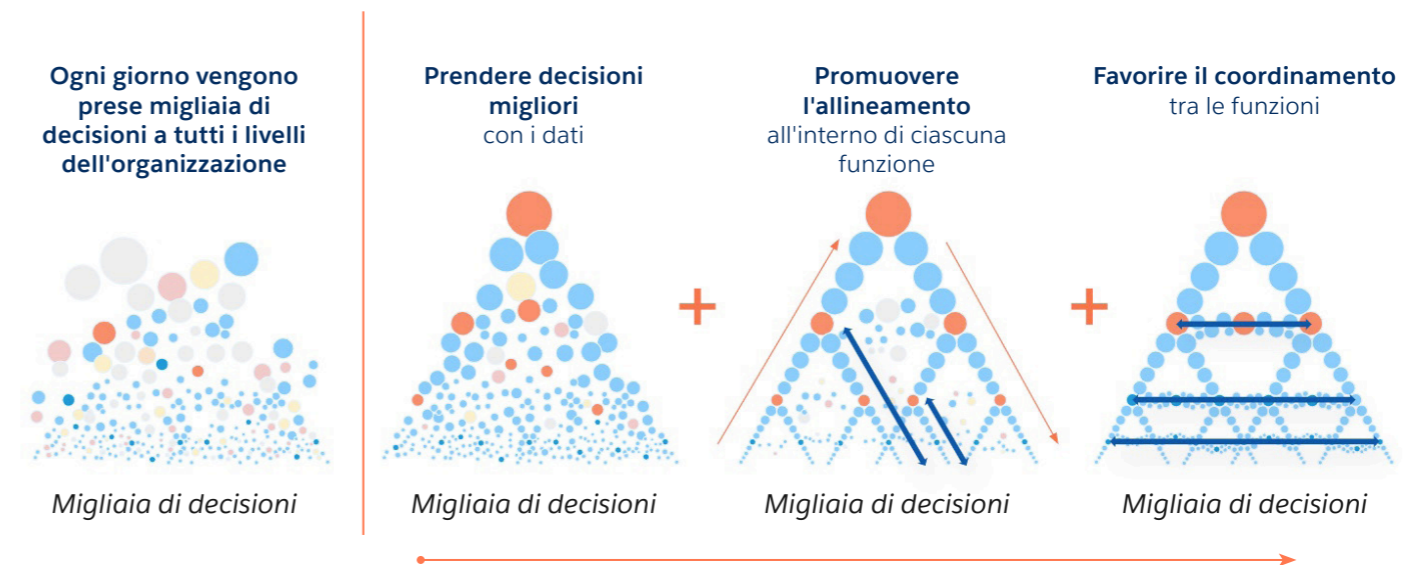 Ogni giorno vengono
prese migliaia di
decisioni a tutti i livelli
dell'organizzazione
Migliaia di decisioni
Prendere decisioni
migliori
con i dati
Migliaia di decisioni
+
Promuovere
l'allineamento
all'interno di ciascuna
funzione
Migliaia di decisioni
+
Favorire il coordinamento
tra le funzioni
Migliaia di decisioni